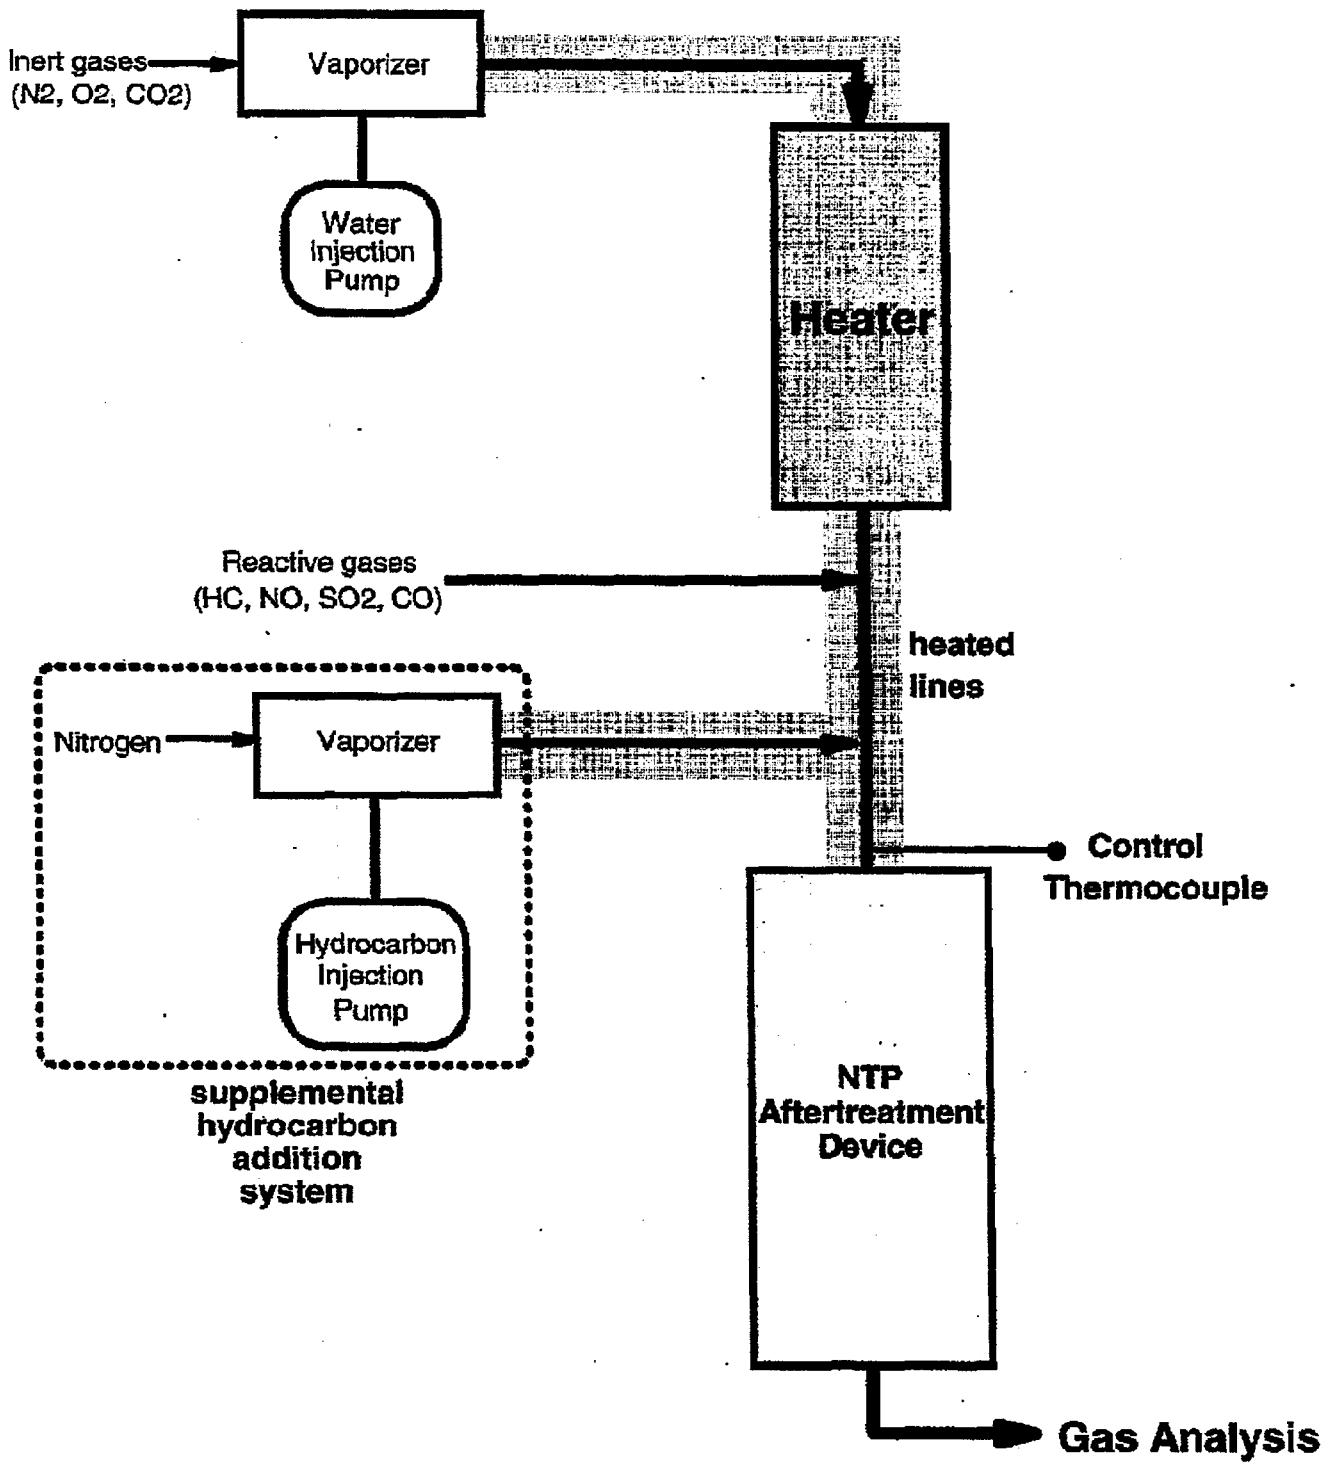 Inert gases
(N2, O2, CO2)
Vaporizer
Water
Injection
Pump
Heater
Reactive gases
(HC, NO, SO2, CO)
heated
lines
Nitrogen
Vaporizer
Hydrocarbon
Injection
Pump
supplemental
hydrocarbon
addition
system
Control
Thermocouple
NTP
Aftertreatment
Device
Gas Analysis